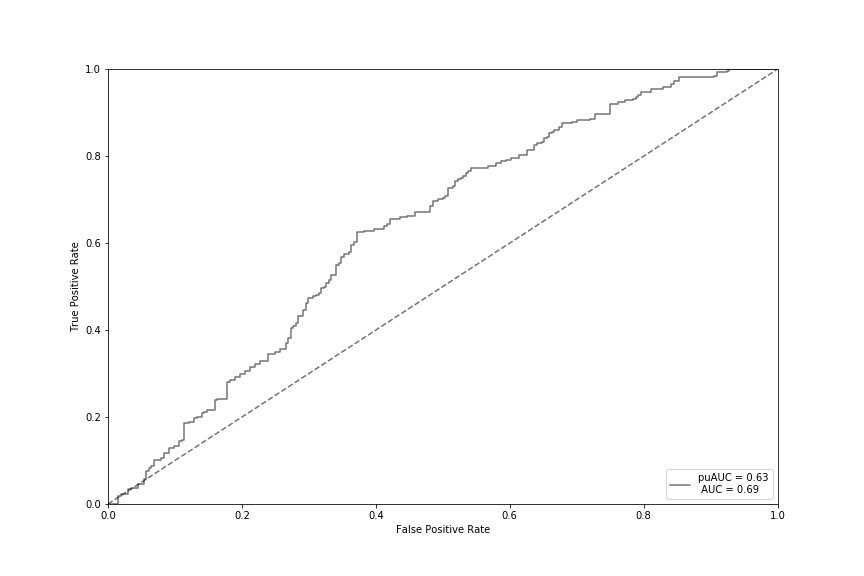 1.0
0.8
0.6
0.4
0.2
0.0
True Positive Rate
puAUC = 0.63
AUC = 0.69
0.0 0.2 0.4 0.6 0.8 1.0
False Positive Rate